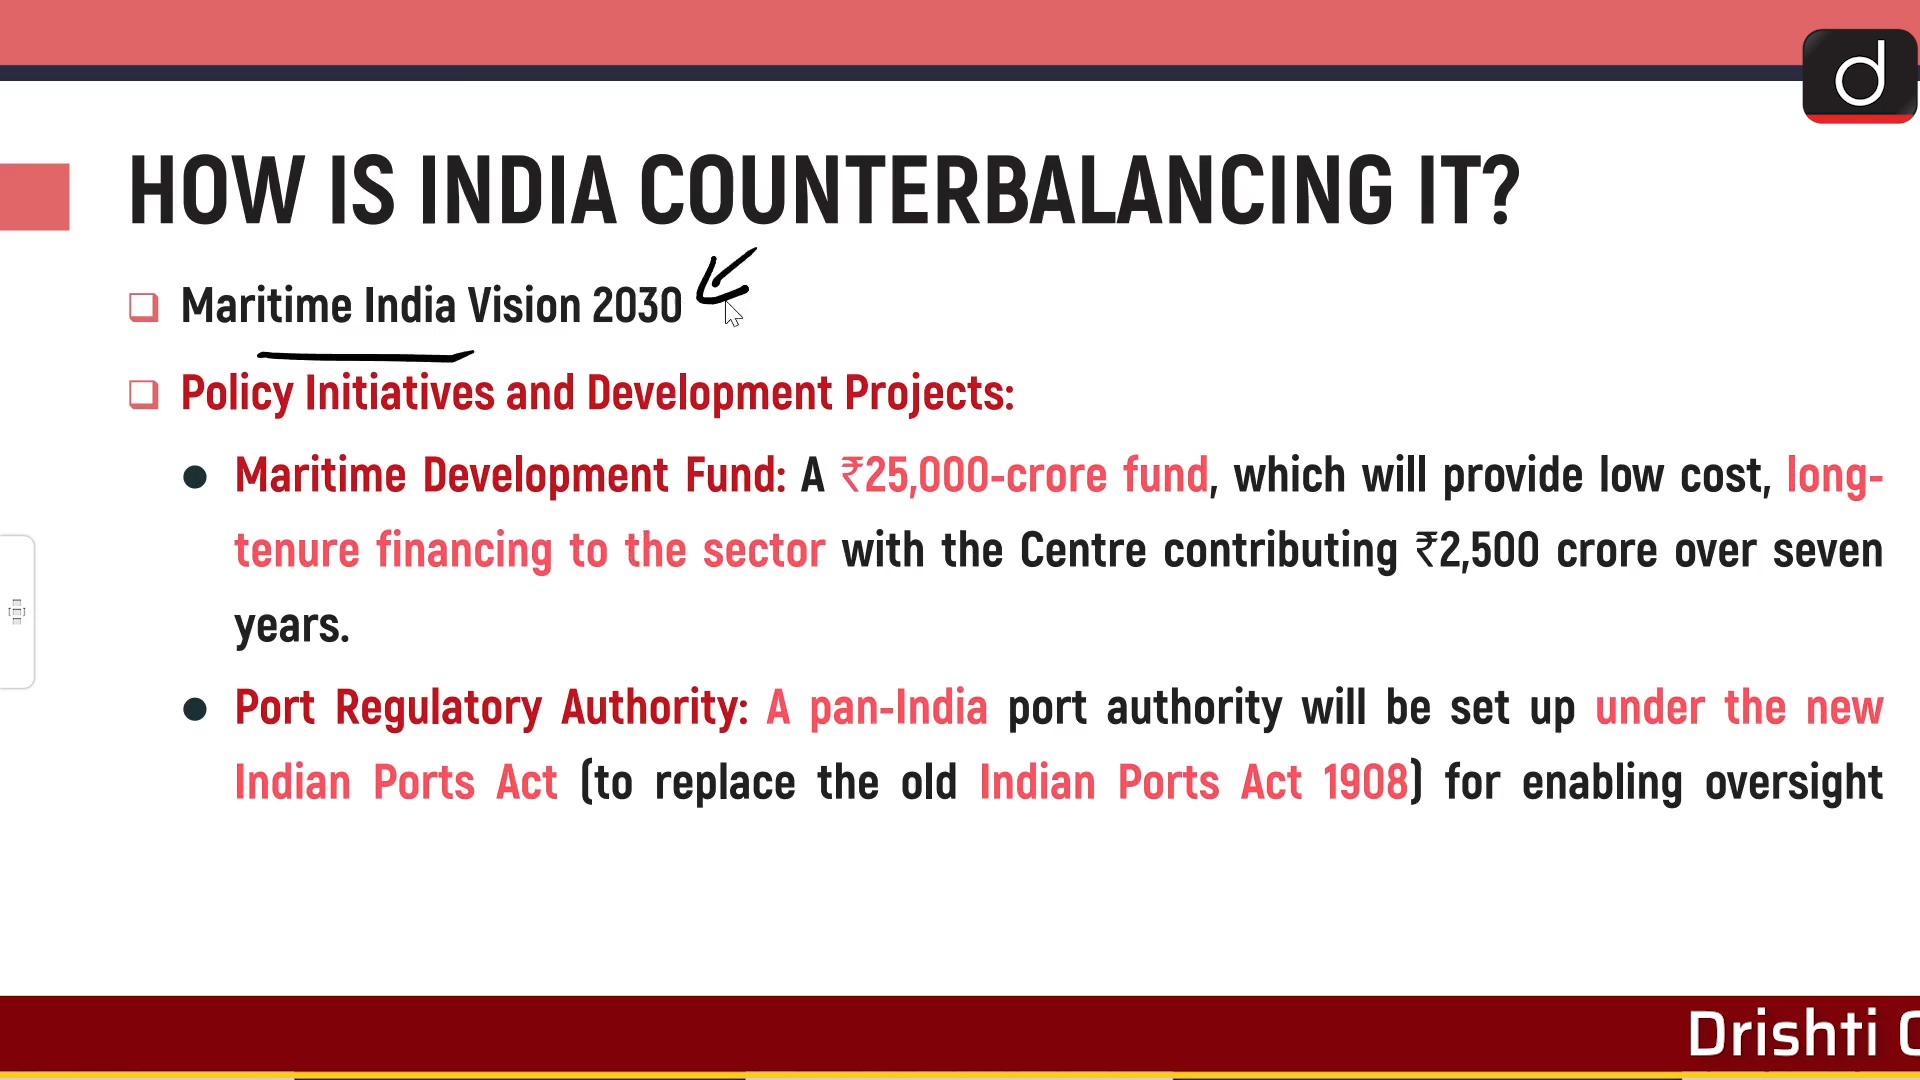 d
HOW IS INDIA COUNTERBALANCING IT?
Maritime India Vision 2030
Policy Initiatives and Development Projects:
Maritime Development Fund: A ₹25,000-crore fund, which will provide low cost, long-
tenure financing to the sector with the Centre contributing ₹2,500 crore over seven
years.
Port Regulatory Authority: A pan-India port authority will be set up under the new
Indian Ports Act (to replace the old Indian Ports Act 1908) for enabling oversight
Drishti